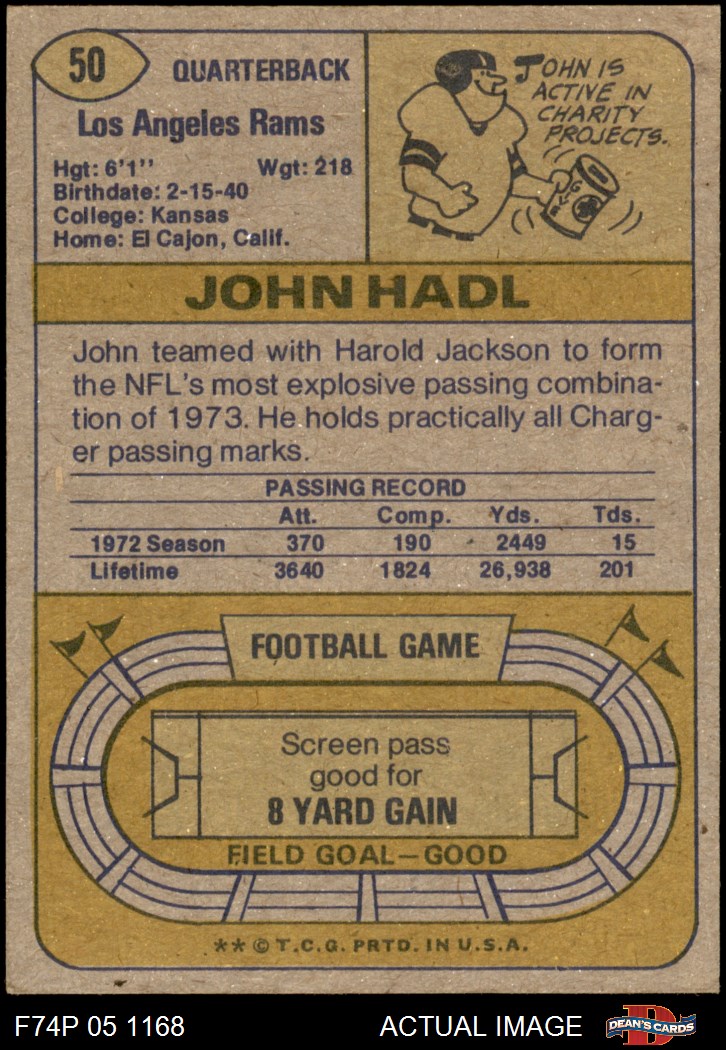 50
QUARTERBACK
Los Angeles Rams
Hgt: 6'1'' Wgt: 218
Birthdate: 2-15-40
College: Kansas
Home: El Cajon, Calif.
JOHN IS
ACTIVE IN
CHARITY
PROJECTS.
JOHN HADL
John teamed with Harold Jackson to form
the NFL's most explosive passing combina-
tion of 1973. He holds practically all Charg-
er passing marks.
PASSING RECORD
Att. Comp. Yds. Tds.
1972 Season 370 190 2449 15
Lifetime 3640 1824 26,938 201
FOOTBALL GAME
Screen pass
good for
8 YARD GAIN
FIELD GOAL—GOOD
** © T.C.G. PRTD. IN U.S.A.
F74P 05 1168 ACTUAL IMAGE DEAN'S CARDS